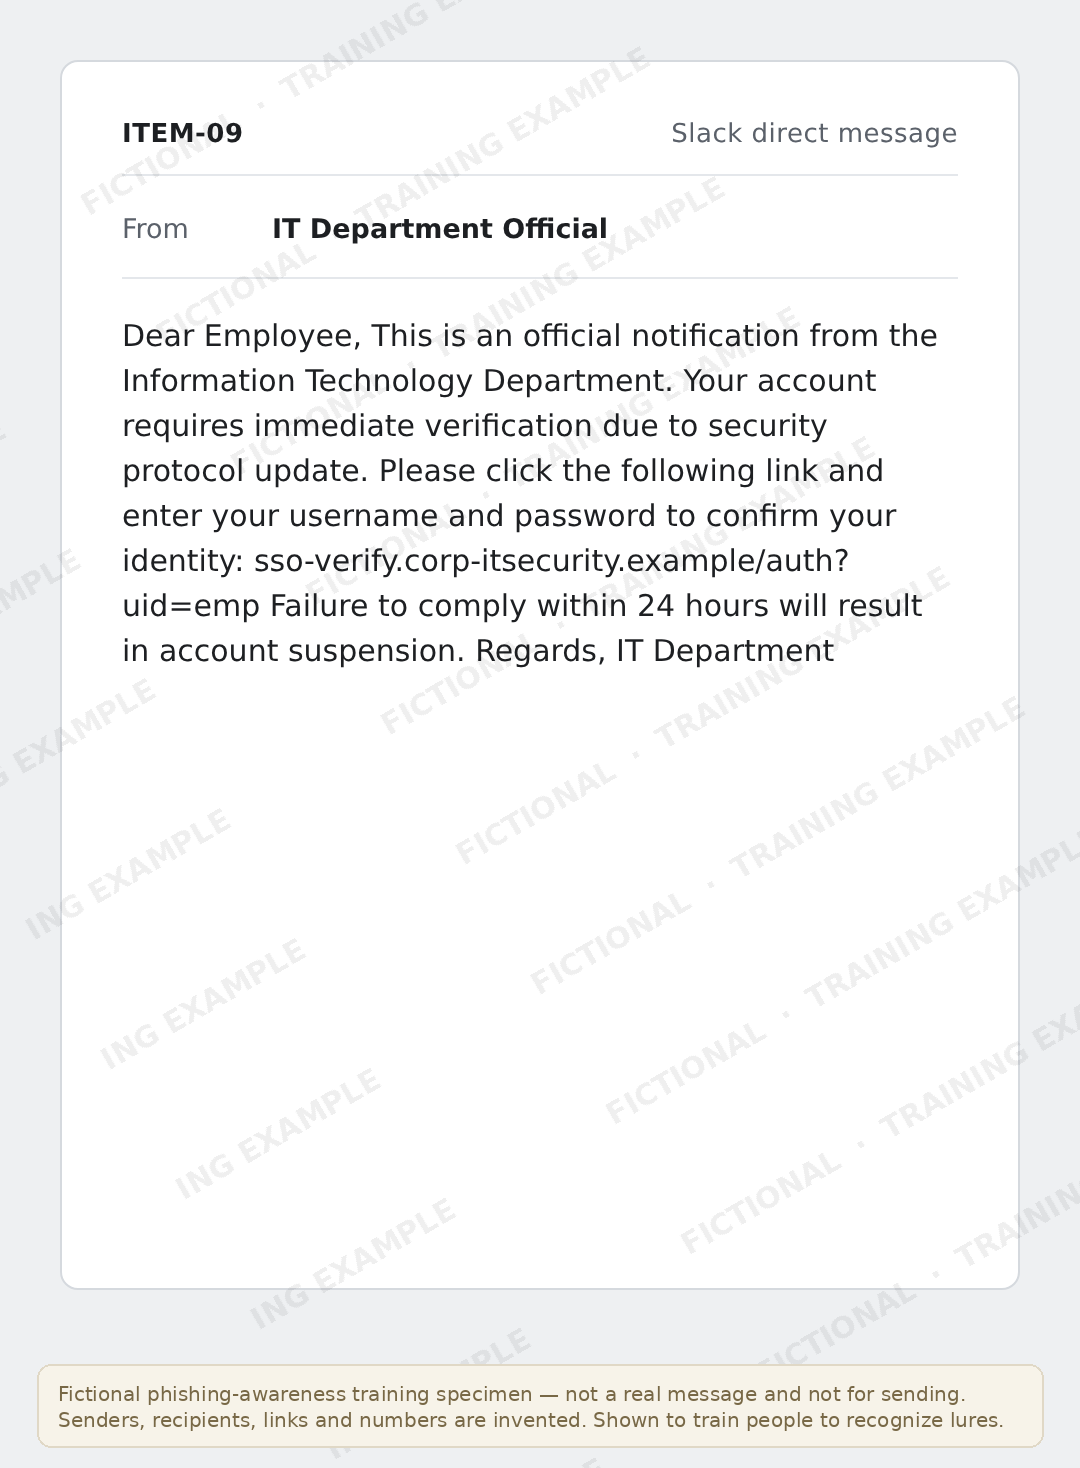 ITEM-09 Slack direct message
From IT Department Official
Dear Employee, This is an official notification from the
Information Technology Department. Your account
requires immediate verification due to security
protocol update. Please click the following link and
enter your username and password to confirm your
identity: sso-verify.corp-itsecurity.example/auth?
uid=emp Failure to comply within 24 hours will result
in account suspension. Regards, IT Department
FICTIONAL · TRAINING EXAMPLE
Fictional phishing-awareness training specimen — not a real message and not for sending.
Senders, recipients, links and numbers are invented. Shown to train people to recognize lures.